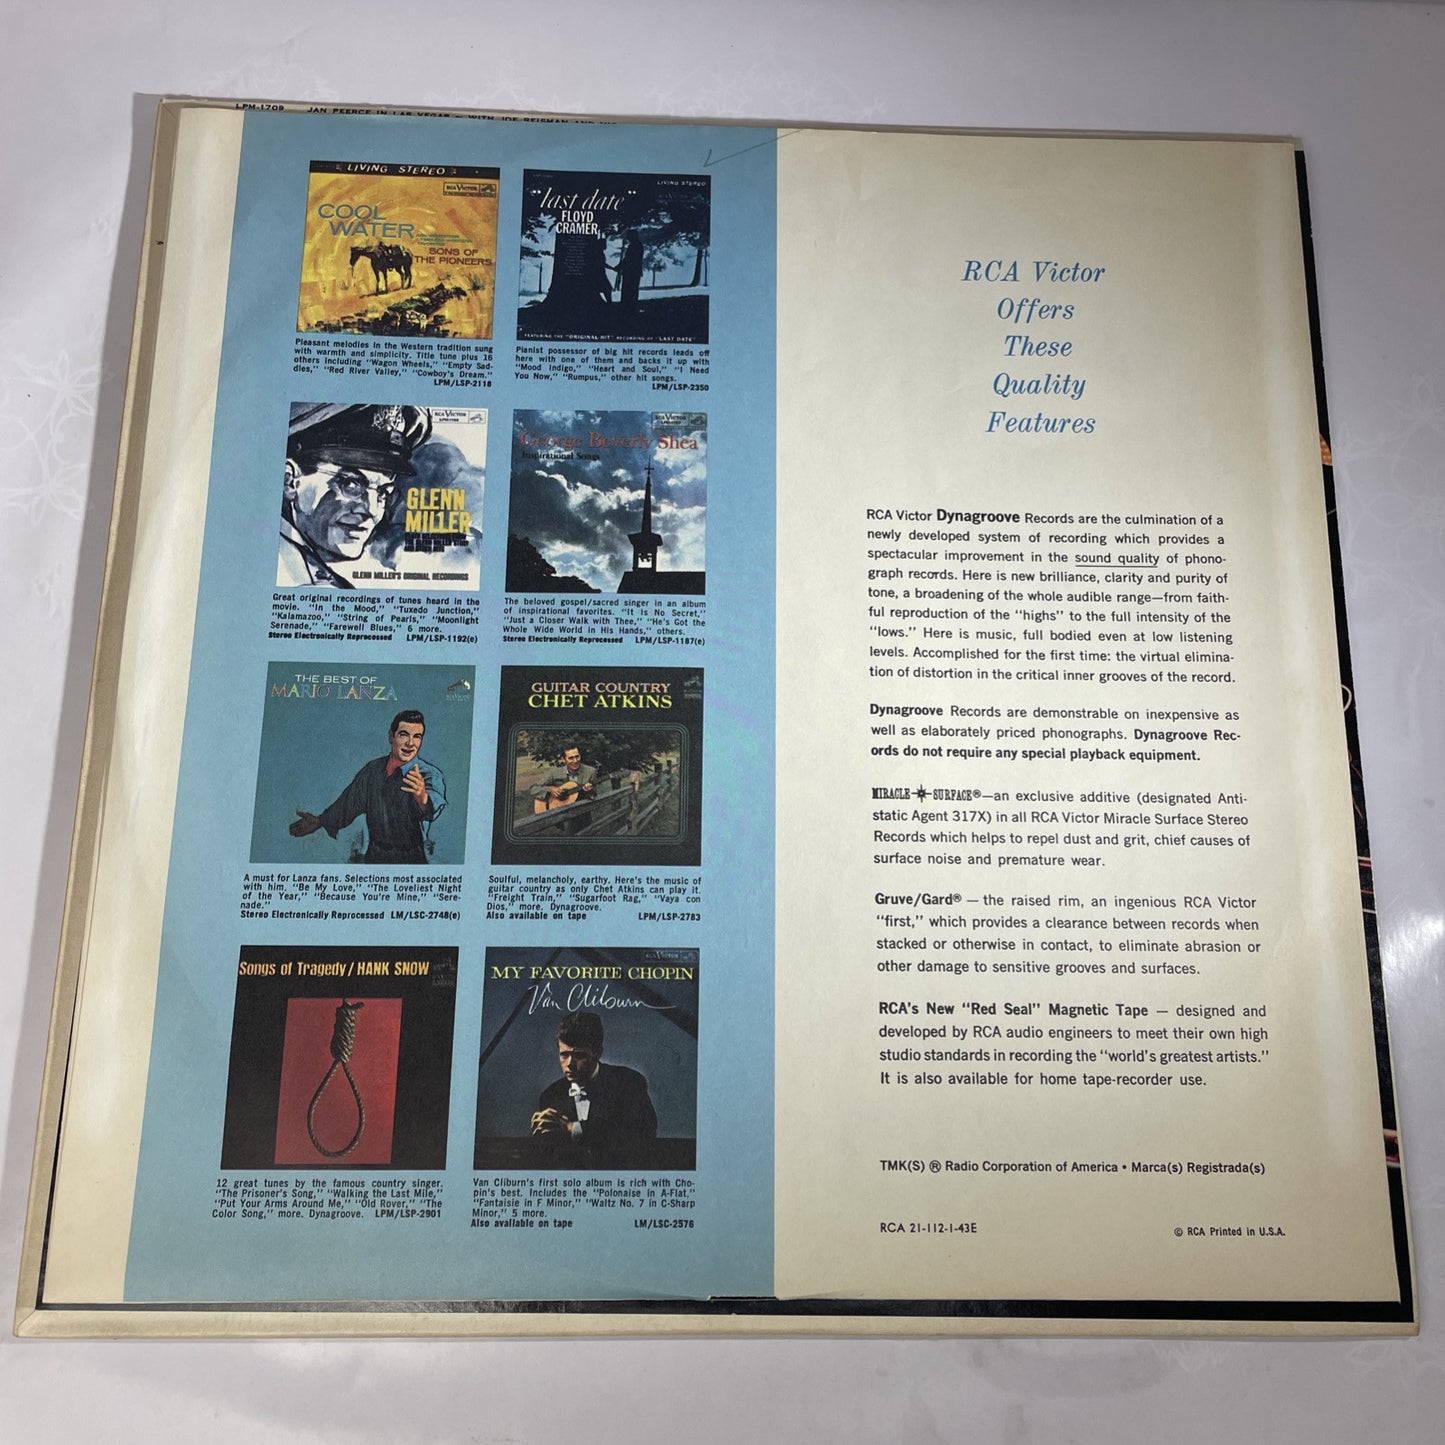 LPM-1709 JAN PEERCE IN LAS VEGAS — WITH JOE REISMAN AND HIS
LIVING STEREO
RCA VICTOR
COOL
WATER
SONS OF
THE PIONEERS
Pleasant melodies in the Western tradition sung
with warmth and simplicity. Title tune plus 16
others including "Wagon Wheels," "Empty Sad-
dles," "Red River Valley," "Cowboy's Dream."
LPM/LSP-2118
LIVING STEREO
"last date"
FLOYD
CRAMER
FEATURING THE "ORIGINAL HIT" RECORDING OF "LAST DATE"
Pianist possessor of big hit records leads off
here with one of them and backs it up with
"Mood Indigo," "Heart and Soul," "I Need
You Now," "Rumpus," other hit songs.
LPM/LSP-2350
RCA VICTOR
GLENN
MILLER
GLENN MILLER'S ORIGINAL RECORDINGS
Great original recordings of tunes heard in the
movie. "In the Mood," "Tuxedo Junction,"
"Kalamazoo," "String of Pearls," "Moonlight
Serenade," "Farewell Blues," 6 more.
Stereo Electronically Reprocessed LPM/LSP-1192(e)
RCA VICTOR
George Beverly Shea
Inspirational Songs
The beloved gospel/sacred singer in an album
of inspirational favorites. "It Is No Secret,"
"Just a Closer Walk with Thee," "He's Got the
Whole Wide World in His Hands," others.
Stereo Electronically Reprocessed LPM/LSP-1187(e)
THE BEST OF
MARIO LANZA
A must for Lanza fans. Selections most associated
with him. "Be My Love," "The Loveliest Night
of the Year," "Because You're Mine," "Sere-
nade."
Stereo Electronically Reprocessed LM/LSC-2748(e)
GUITAR COUNTRY
CHET ATKINS
Soulful, melancholy, earthy. Here's the music of
guitar country as only Chet Atkins can play it.
"Freight Train," "Sugarfoot Rag," "Vaya con
Dios," more. Dynagroove.
Also available on tape LPM/LSP-2783
Songs of Tragedy/HANK SNOW
12 great tunes by the famous country singer.
"The Prisoner's Song," "Walking the Last Mile,"
"Put Your Arms Around Me," "Old Rover," "The
Color Song," more. Dynagroove. LPM/LSP-2901
RCA VICTOR
MY FAVORITE CHOPIN
Van Cliburn
Van Cliburn's first solo album is rich with Cho-
pin's best. Includes the "Polonaise in A-Flat,"
"Fantaisie in F Minor," "Waltz No. 7 in C-Sharp
Minor," 5 more.
Also available on tape LM/LSC-2576
RCA Victor
Offers
These
Quality
Features
RCA Victor Dynagroove Records are the culmination of a
newly developed system of recording which provides a
spectacular improvement in the sound quality of phono-
graph records. Here is new brilliance, clarity and purity of
tone, a broadening of the whole audible range—from faith-
ful reproduction of the "highs" to the full intensity of the
"lows." Here is music, full bodied even at low listening
levels. Accomplished for the first time: the virtual elimina-
tion of distortion in the critical inner grooves of the record.
Dynagroove Records are demonstrable on inexpensive as
well as elaborately priced phonographs. Dynagroove Rec-
ords do not require any special playback equipment.
MIRACLE SURFACE®—an exclusive additive (designated Anti-
static Agent 317X) in all RCA Victor Miracle Surface Stereo
Records which helps to repel dust and grit, chief causes of
surface noise and premature wear.
Gruve/Gard® — the raised rim, an ingenious RCA Victor
"first," which provides a clearance between records when
stacked or otherwise in contact, to eliminate abrasion or
other damage to sensitive grooves and surfaces.
RCA's New "Red Seal" Magnetic Tape — designed and
developed by RCA audio engineers to meet their own high
studio standards in recording the "world's greatest artists."
It is also available for home tape-recorder use.
TMK(S) ® Radio Corporation of America • Marca(s) Registrada(s)
RCA 21-112-1-43E
© RCA Printed in U.S.A.